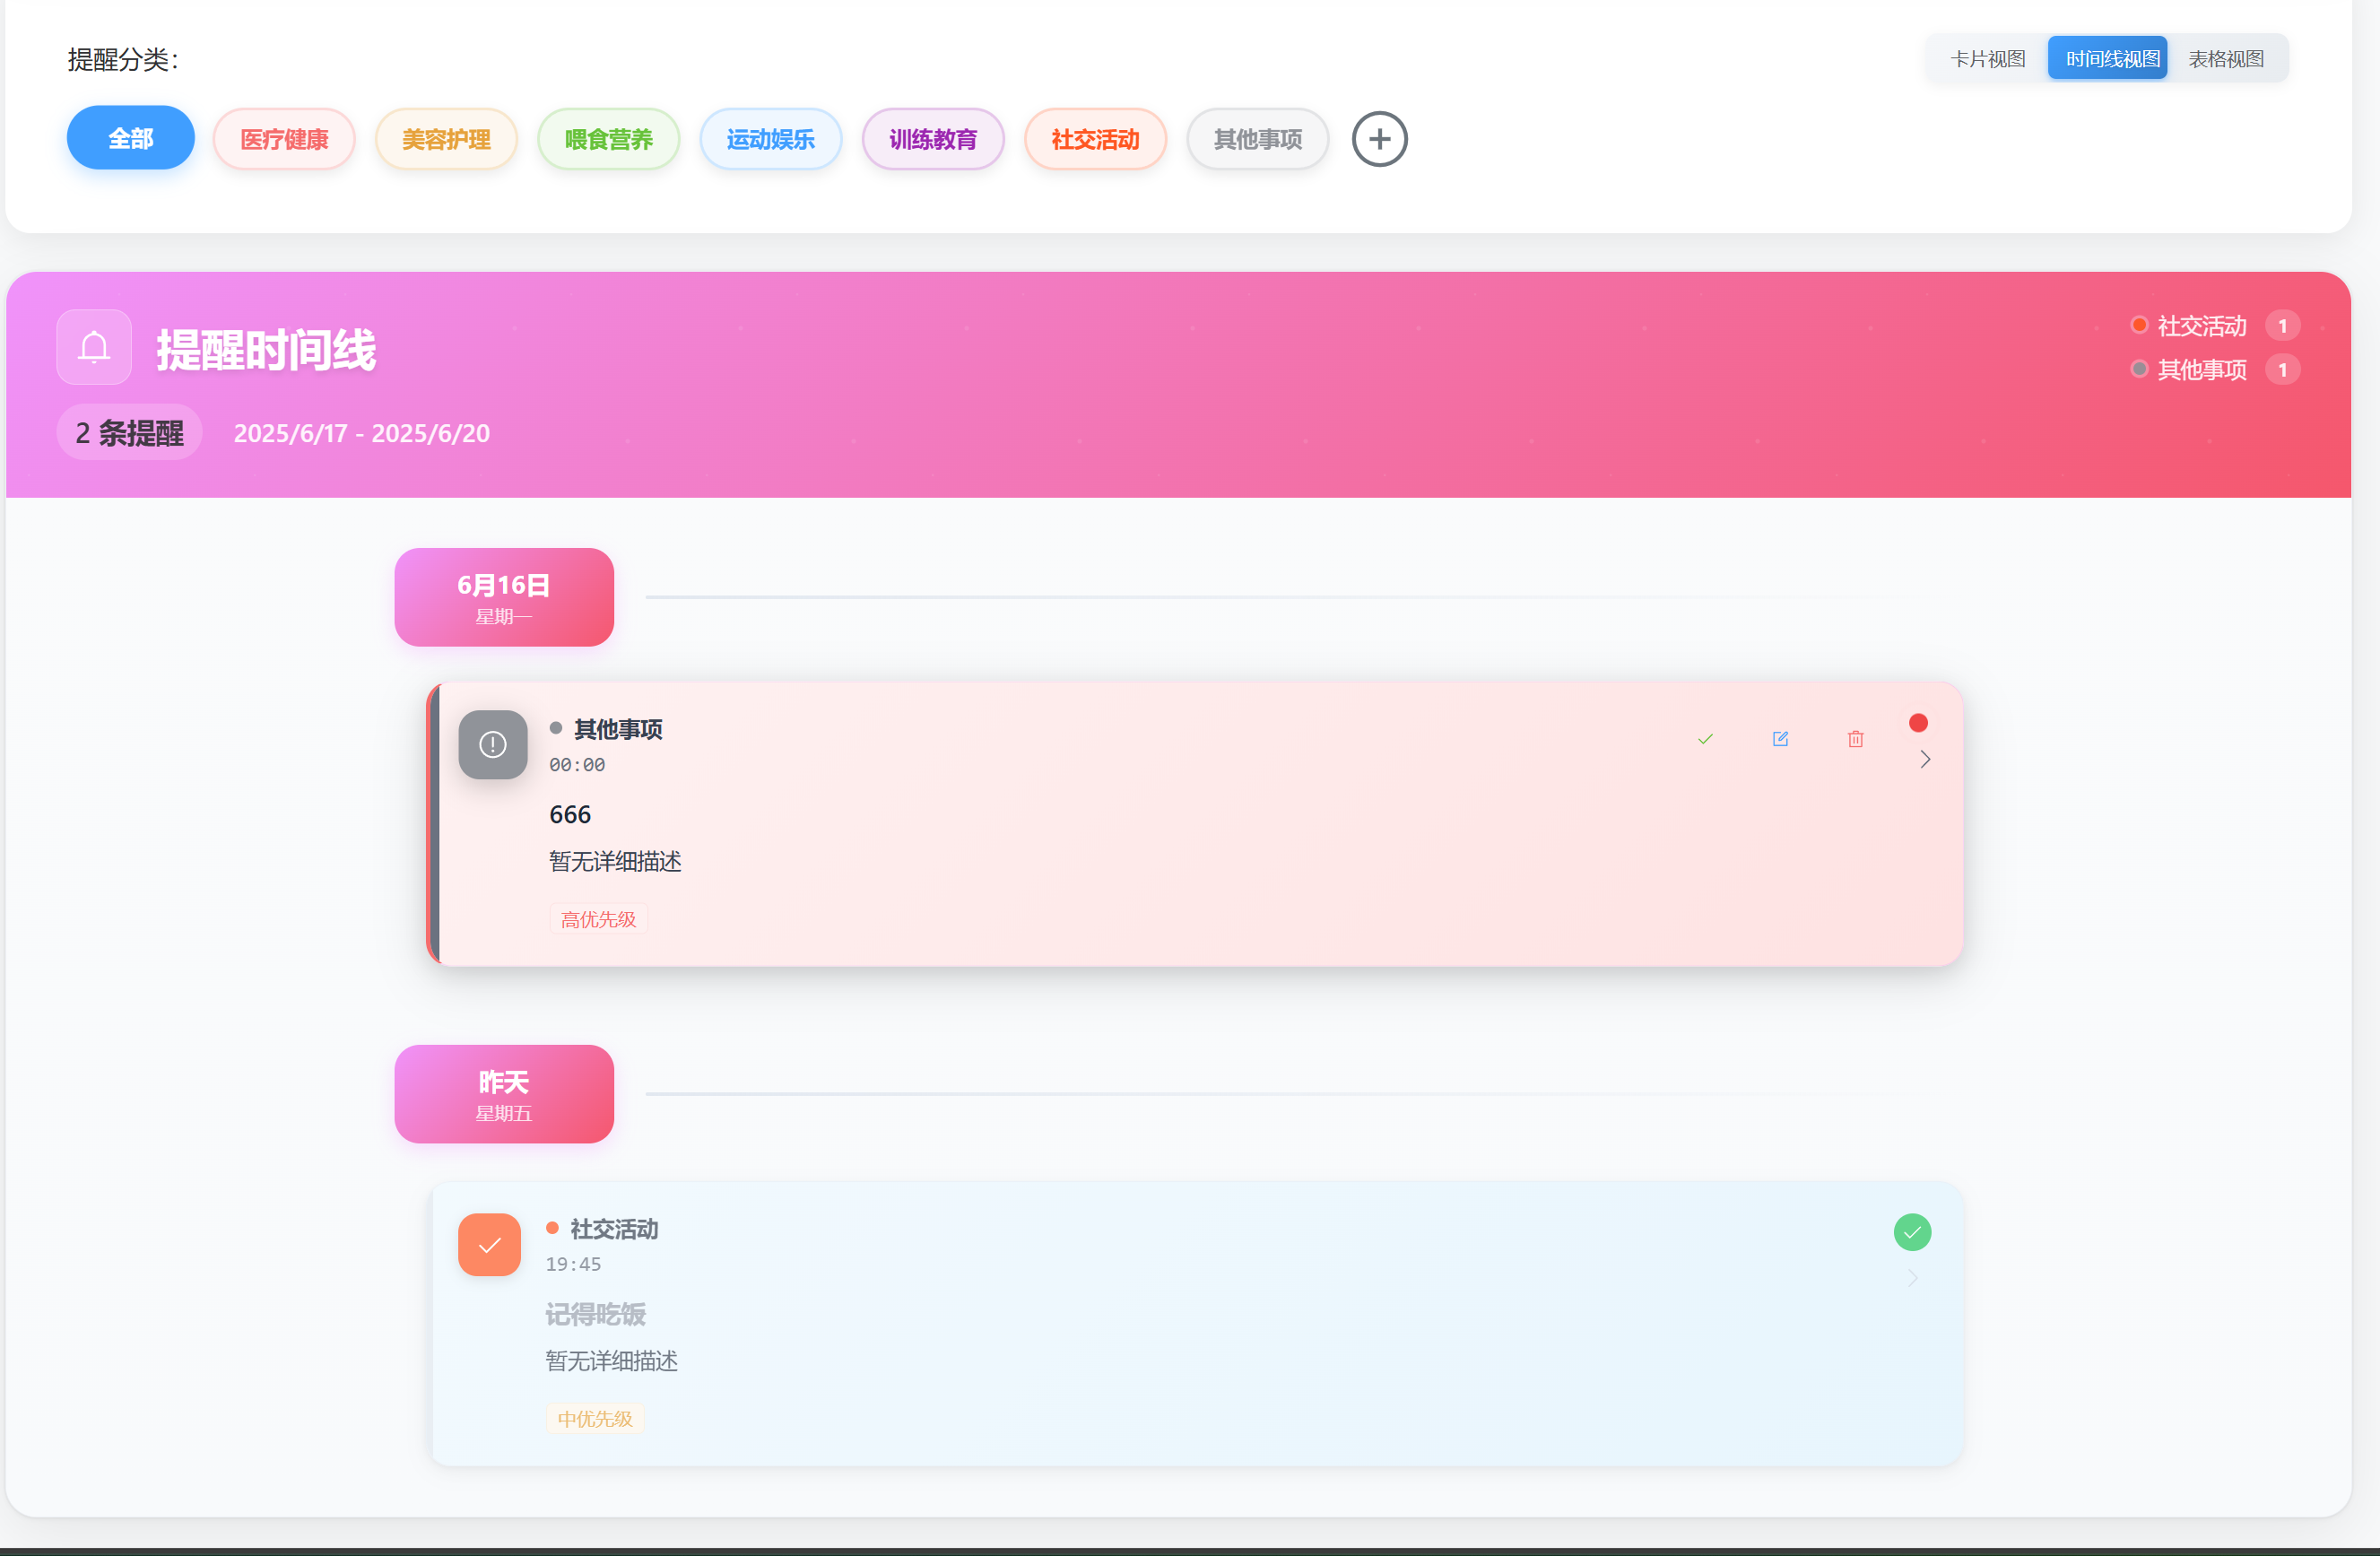 提醒分类：
卡片视图 时间线视图 表格视图
全部 医疗健康 美容护理 喂食营养 运动娱乐 训练教育 社交活动 其他事项
提醒时间线
社交活动 1
其他事项 1
2 条提醒 2025/6/17 - 2025/6/20
6月16日
星期一
其他事项
00:00
666
暂无详细描述
高优先级
昨天
星期五
社交活动
19:45
记得吃饭
暂无详细描述
中优先级